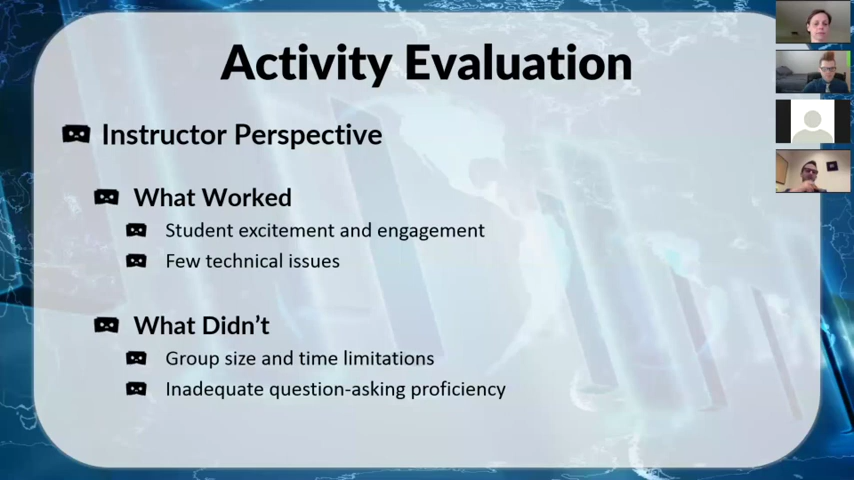 Activity Evaluation
Instructor Perspective
What Worked
Student excitement and engagement
Few technical issues
What Didn’t
Group size and time limitations
Inadequate question-asking proficiency